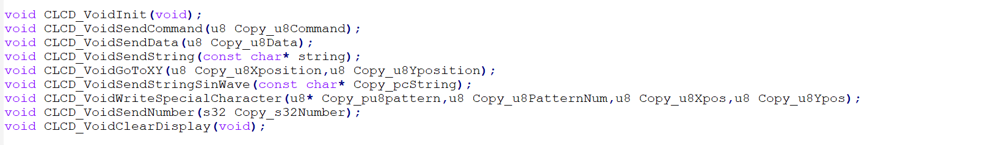 void CLCD_VoidInit(void);
void CLCD_VoidSendCommand(u8 Copy_u8Command);
void CLCD_VoidSendData(u8 Copy_u8Data);
void CLCD_VoidSendString(const char* string);
void CLCD_VoidGoToXY(u8 Copy_u8Xposition,u8 Copy_u8Yposition);
void CLCD_VoidSendStringSinWave(const char* Copy_pcString);
void CLCD_VoidWriteSpecialCharacter(u8* Copy_pu8pattern,u8 Copy_u8PatternNum,u8 Copy_u8Xpos,u8 Copy_u8Ypos);
void CLCD_VoidSendNumber(s32 Copy_s32Number);
void CLCD_VoidClearDisplay(void);